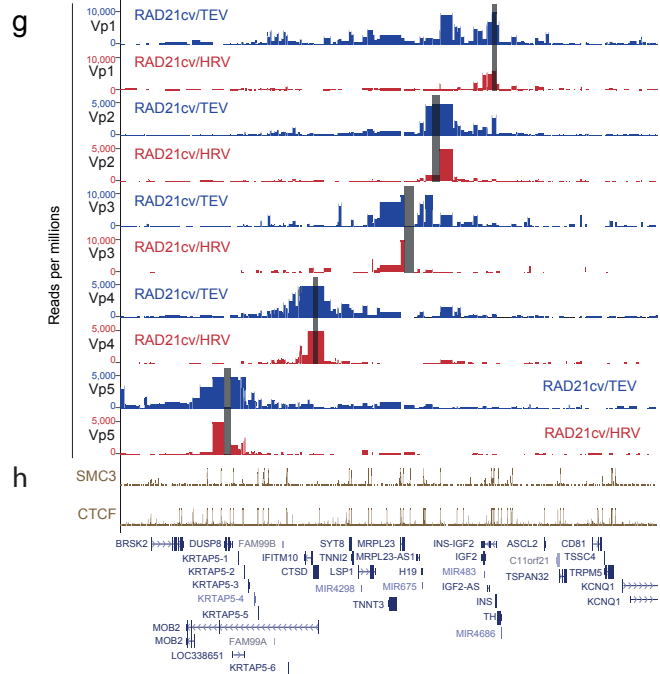 g
Reads per millions
10,000
Vp1
0
RAD21cv/TEV
10,000
Vp1
0
RAD21cv/HRV
5,000
Vp2
0
RAD21cv/TEV
5,000
Vp2
0
RAD21cv/HRV
10,000
Vp3
0
RAD21cv/TEV
10,000
Vp3
0
RAD21cv/HRV
5,000
Vp4
0
RAD21cv/TEV
5,000
Vp4
0
RAD21cv/HRV
5,000
Vp5
0
RAD21cv/TEV
5,000
Vp5
0
RAD21cv/HRV
h
SMC3
CTCF
BRSK2 DUSP8 FAM99B SYT8 MRPL23 INS-IGF2 ASCL2 CD81
KRTAP5-1 IFITM10 TNNI2 MRPL23-AS1 IGF2 C11orf21 TSSC4
KRTAP5-2 CTSD LSP1 H19 MIR483 TSPAN32 TRPM5
KRTAP5-3 MIR4298 MIR675 IGF2-AS KCNQ1
KRTAP5-4 TNNT3 INS KCNQ1
KRTAP5-5 TH
MOB2 MIR4686
MOB2 FAM99A
LOC338651
KRTAP5-6